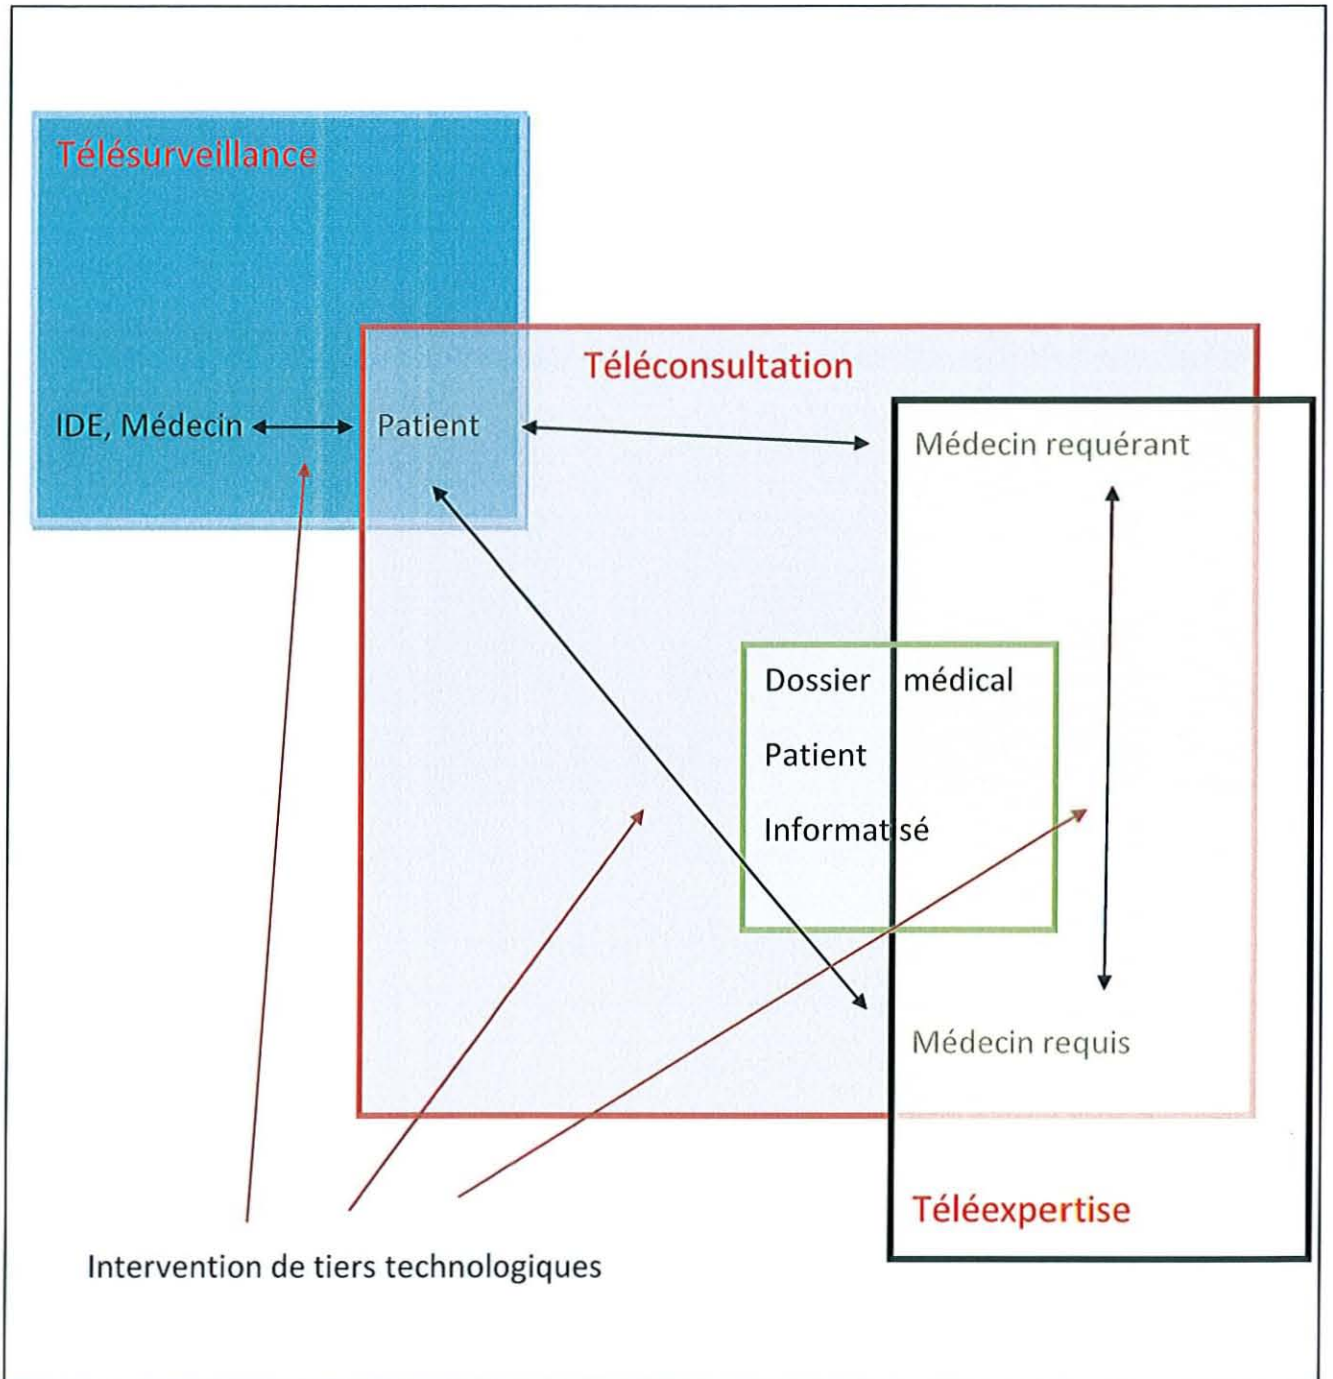 Télésurveillance
Téléconsultation
IDE, Médecin
Patient
Médecin requérant
Dossier médical
Patient
Informatisé
Médecin requis
Téléexpertise
Intervention de tiers technologiques